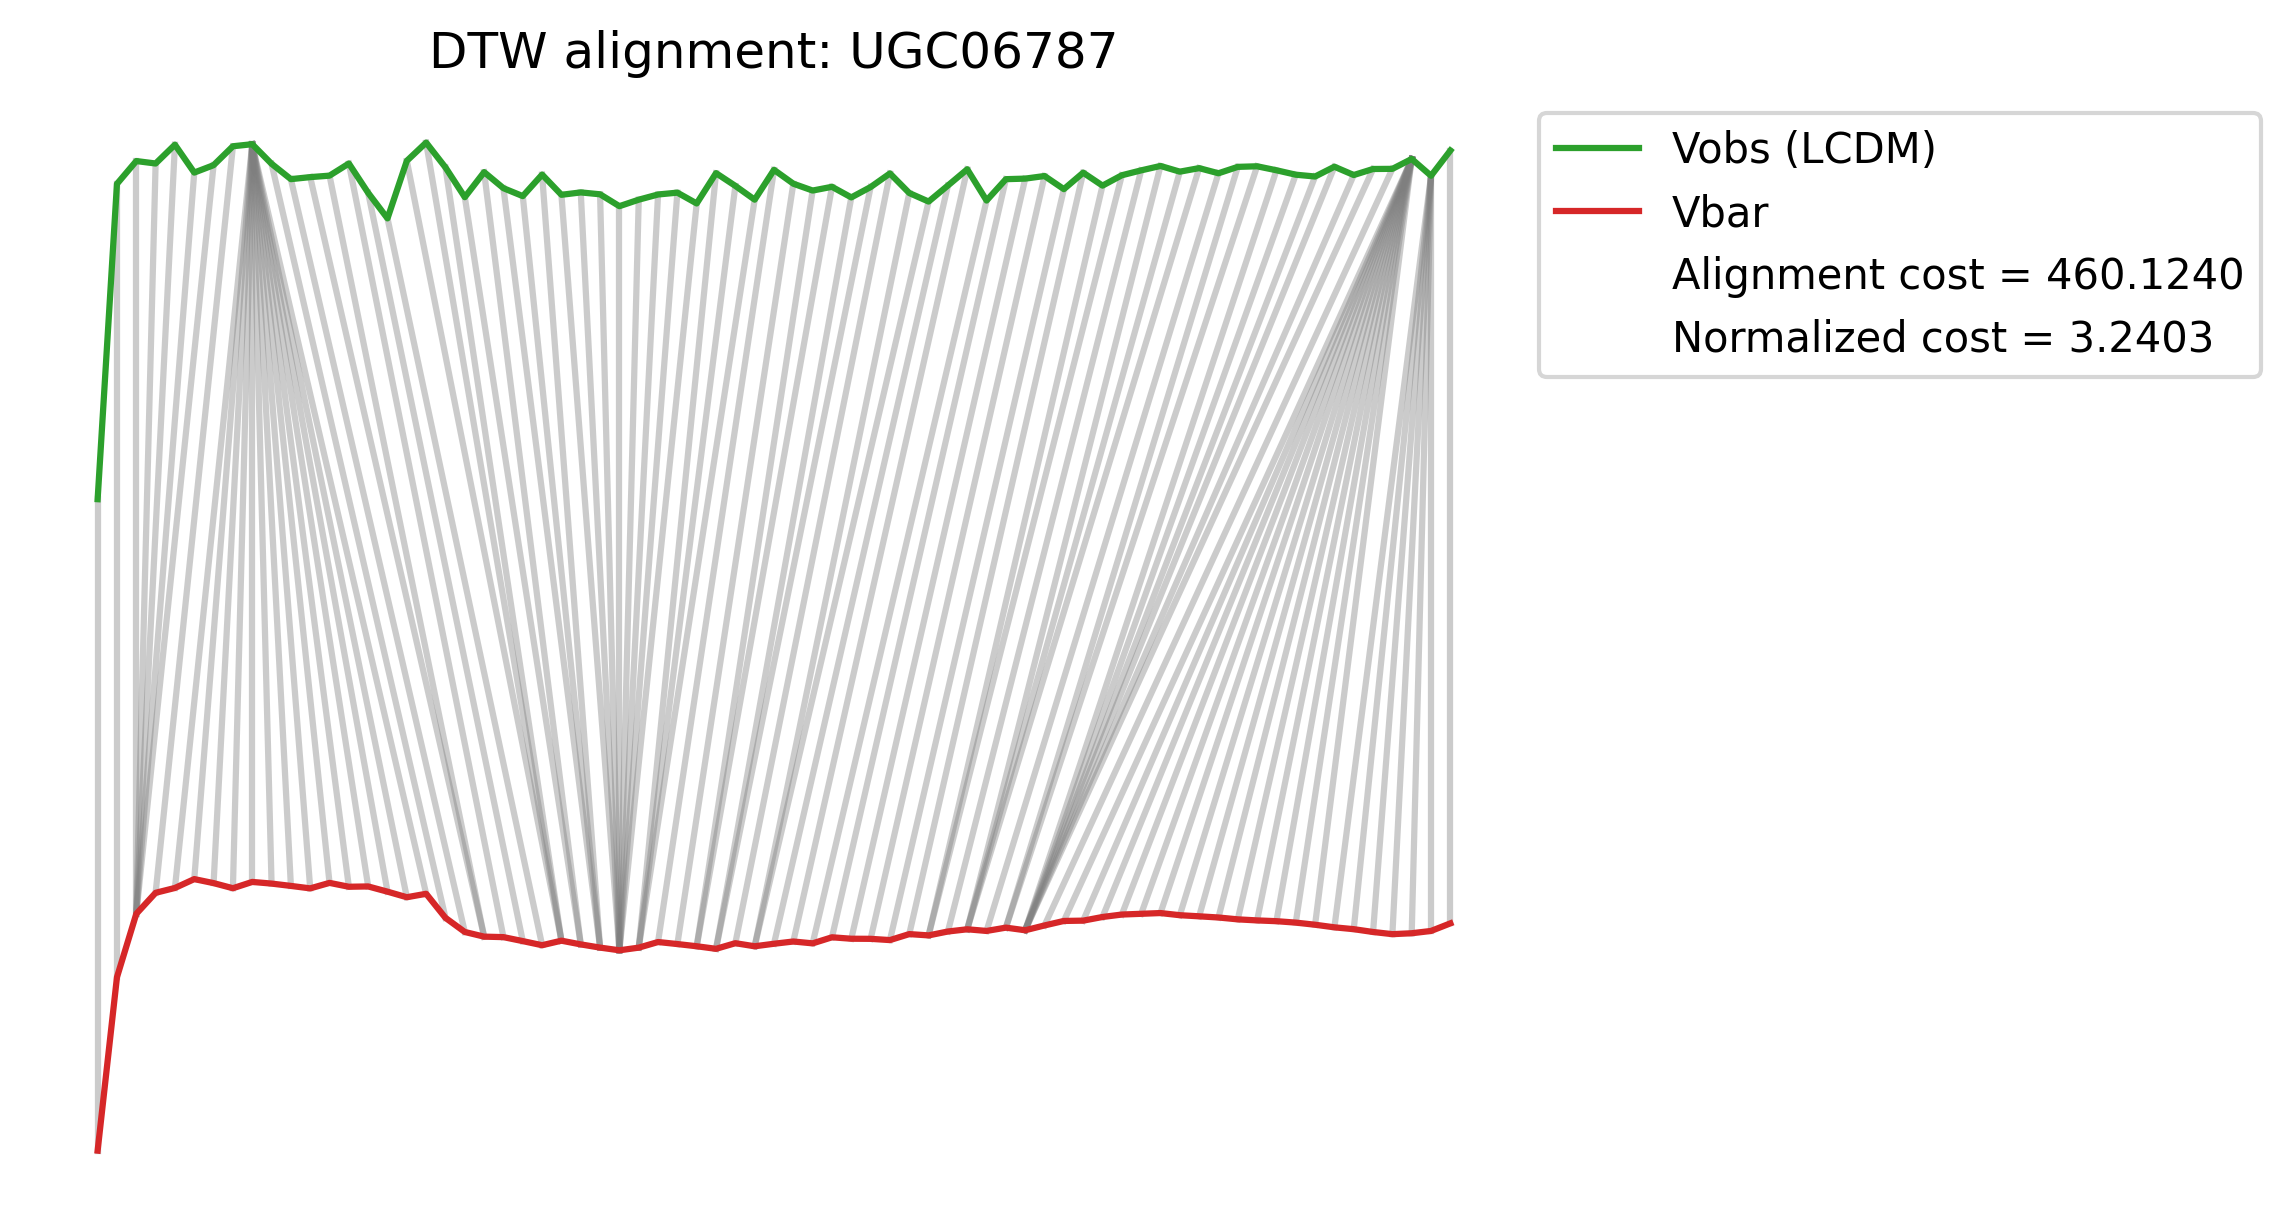 DTW alignment: UGC06787
Vobs (LCDM)
Vbar
Alignment cost = 460.1240
Normalized cost = 3.2403